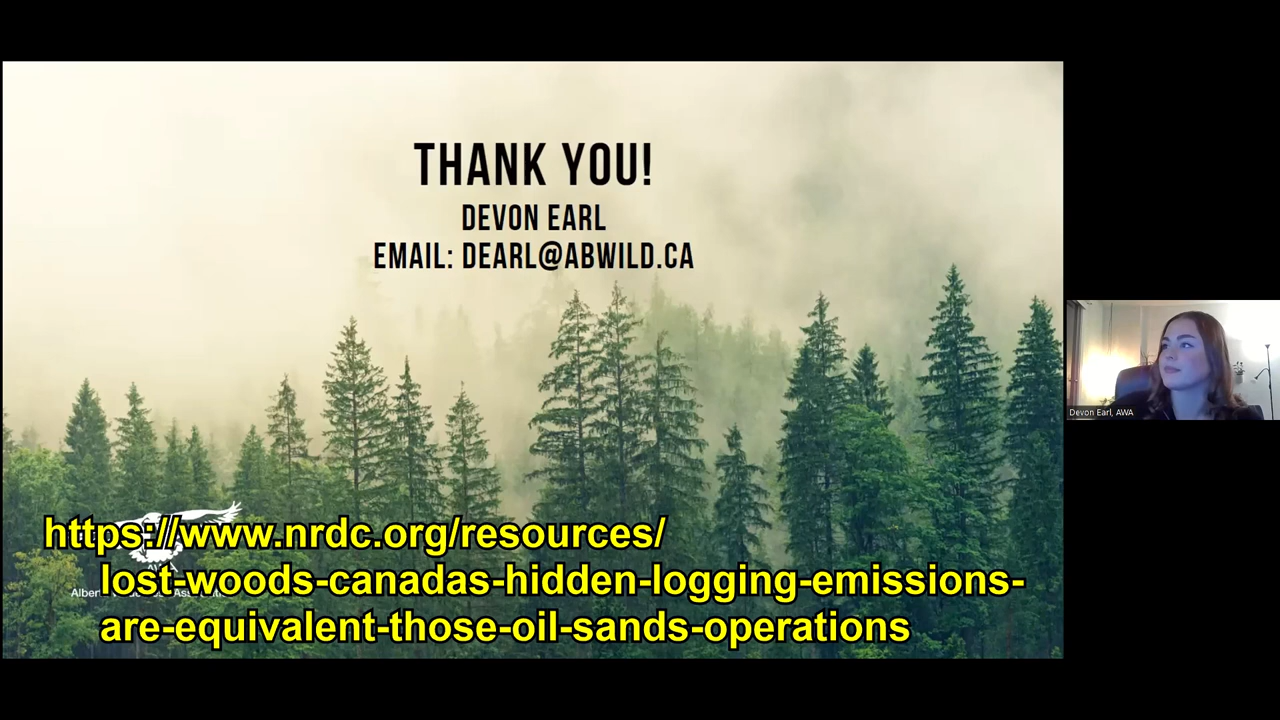 THANK YOU!
DEVON EARL
EMAIL: DEARL@ABWILD.CA
Devon Earl, AWA
https://www.nrdc.org/resources/
lost-woods-canadas-hidden-logging-emissions-
are-equivalent-those-oil-sands-operations